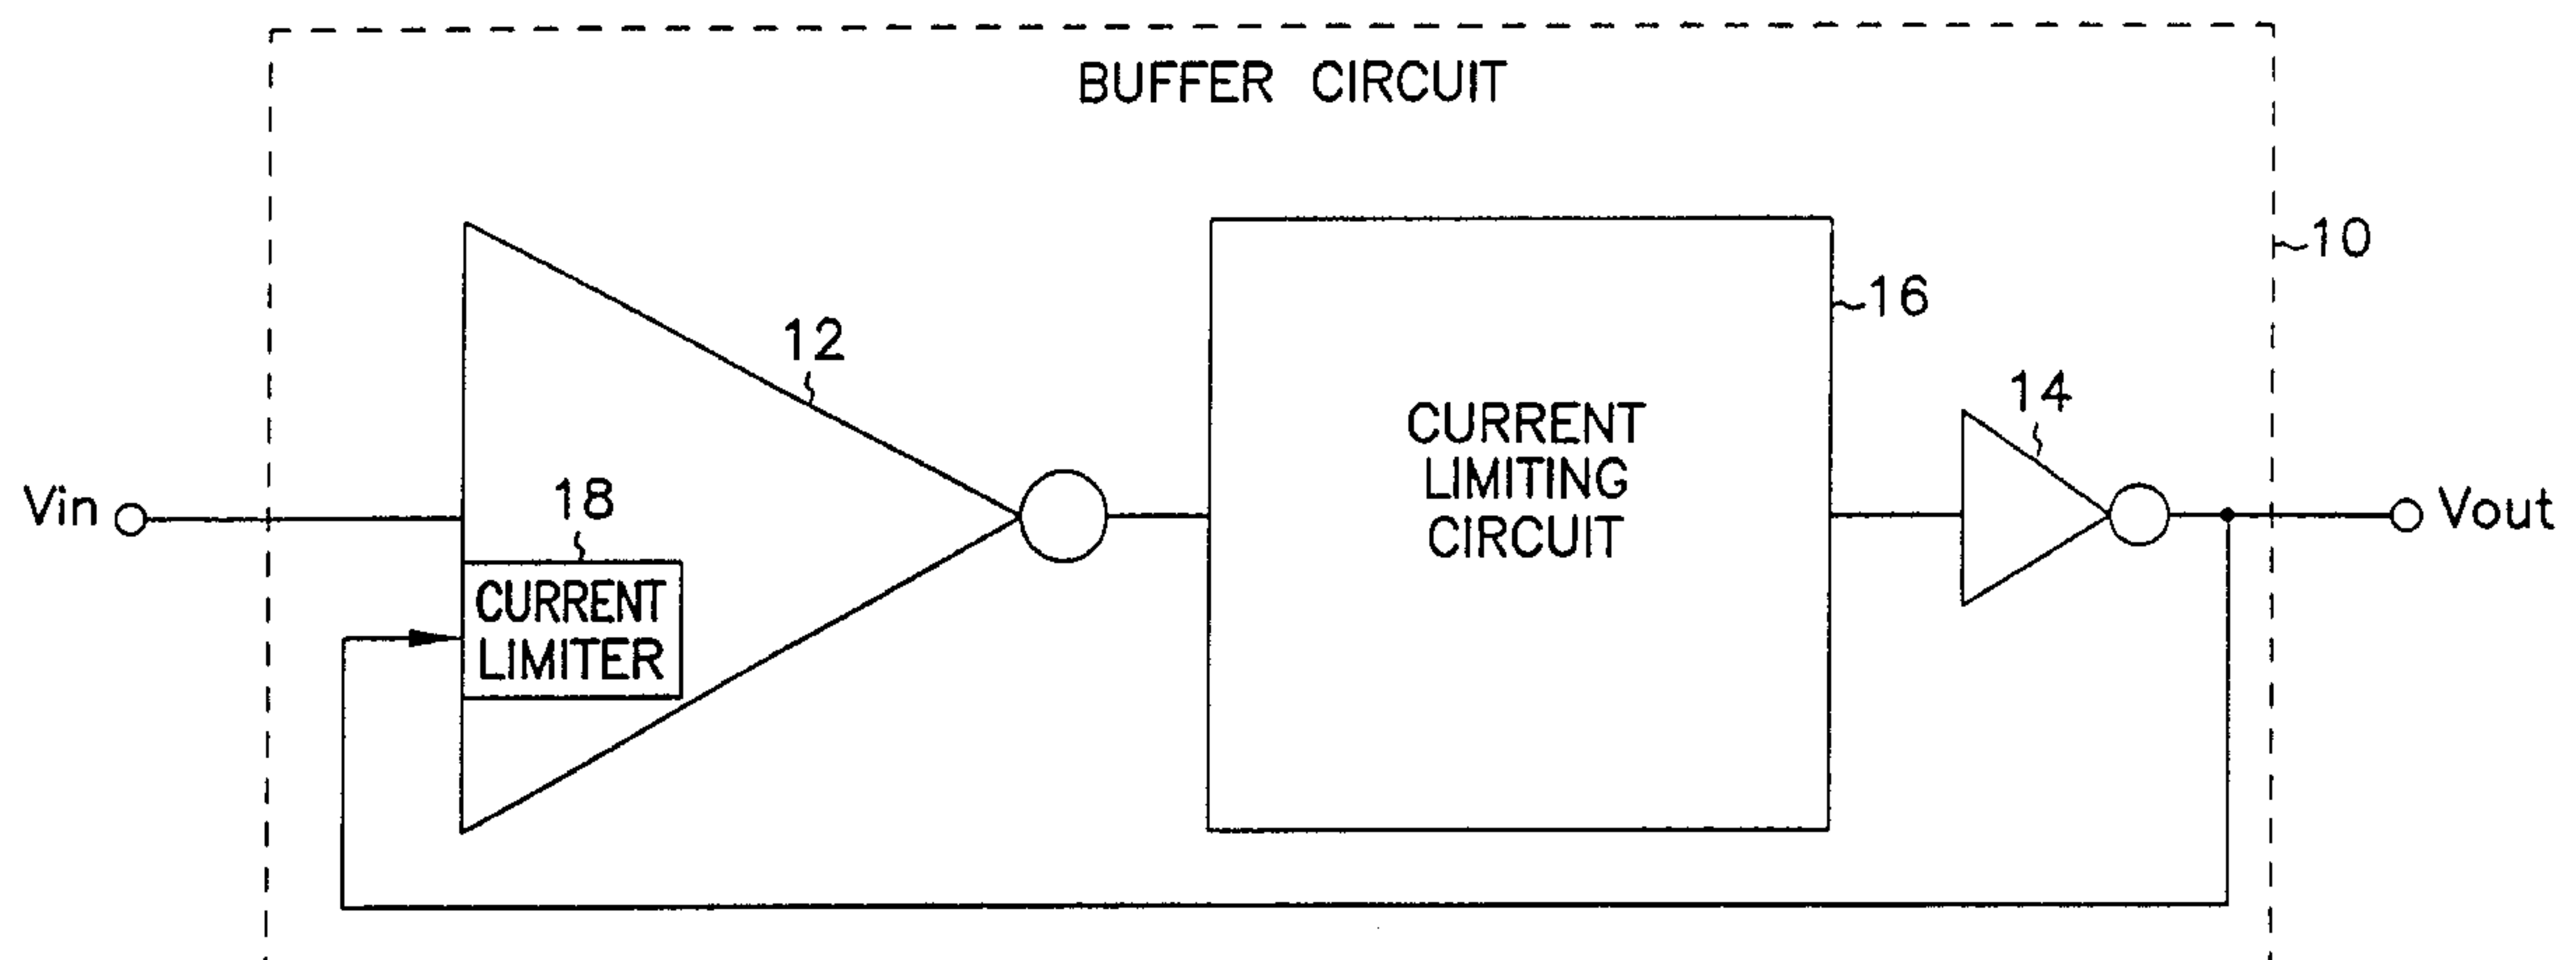 BUFFER CIRCUIT
10
16
12
14
CURRENT
LIMITING
CIRCUIT
Vin
18
Vout
CURRENT
LIMITER